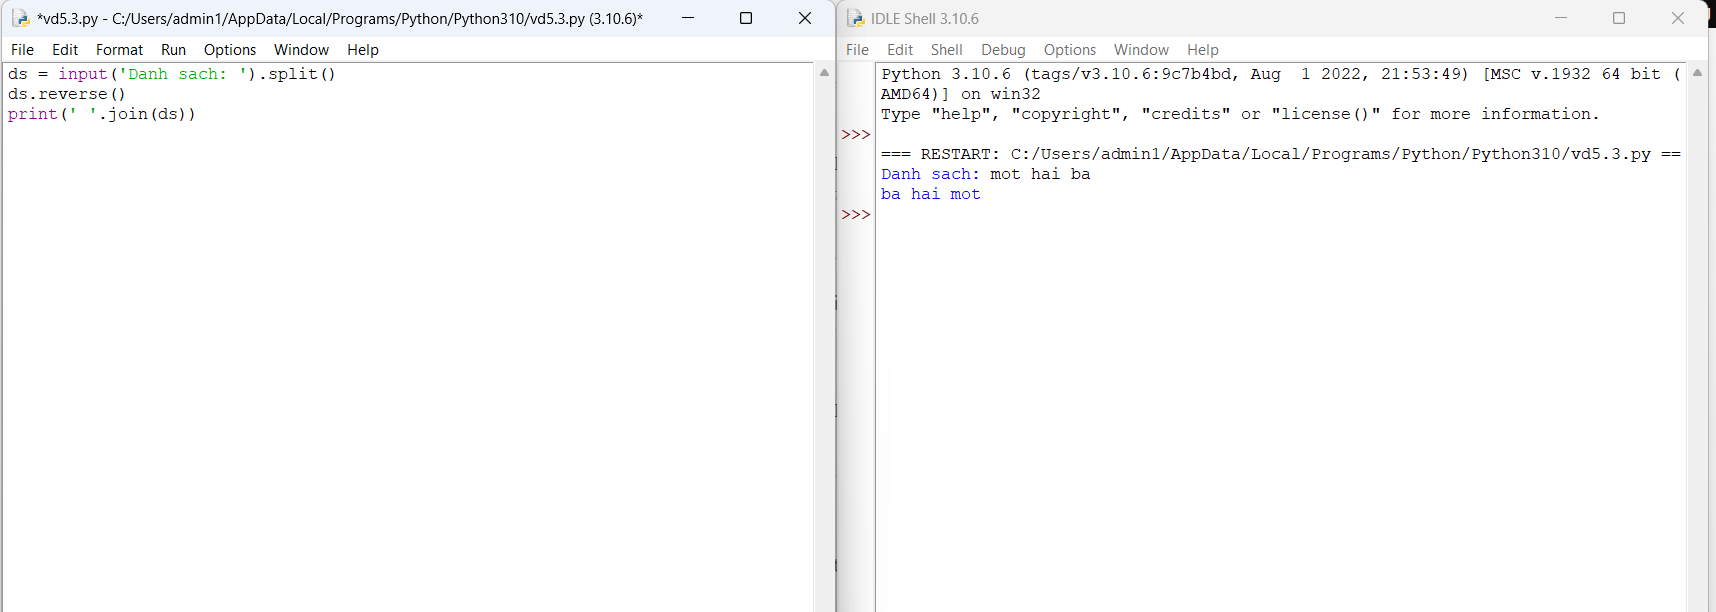 *vd5.3.py - C:/Users/admin1/AppData/Local/Programs/Python/Python310/vd5.3.py (3.10.6)*
File Edit Format Run Options Window Help
ds = input('Danh sach: ').split()
ds.reverse()
print(' '.join(ds))
IDLE Shell 3.10.6
File Edit Shell Debug Options Window Help
Python 3.10.6 (tags/v3.10.6:9c7b4bd, Aug  1 2022, 21:53:49) [MSC v.1932 64 bit (
AMD64)] on win32
Type "help", "copyright", "credits" or "license()" for more information.
>>>
=== RESTART: C:/Users/admin1/AppData/Local/Programs/Python/Python310/vd5.3.py ==
Danh sach: mot hai ba
ba hai mot
>>>